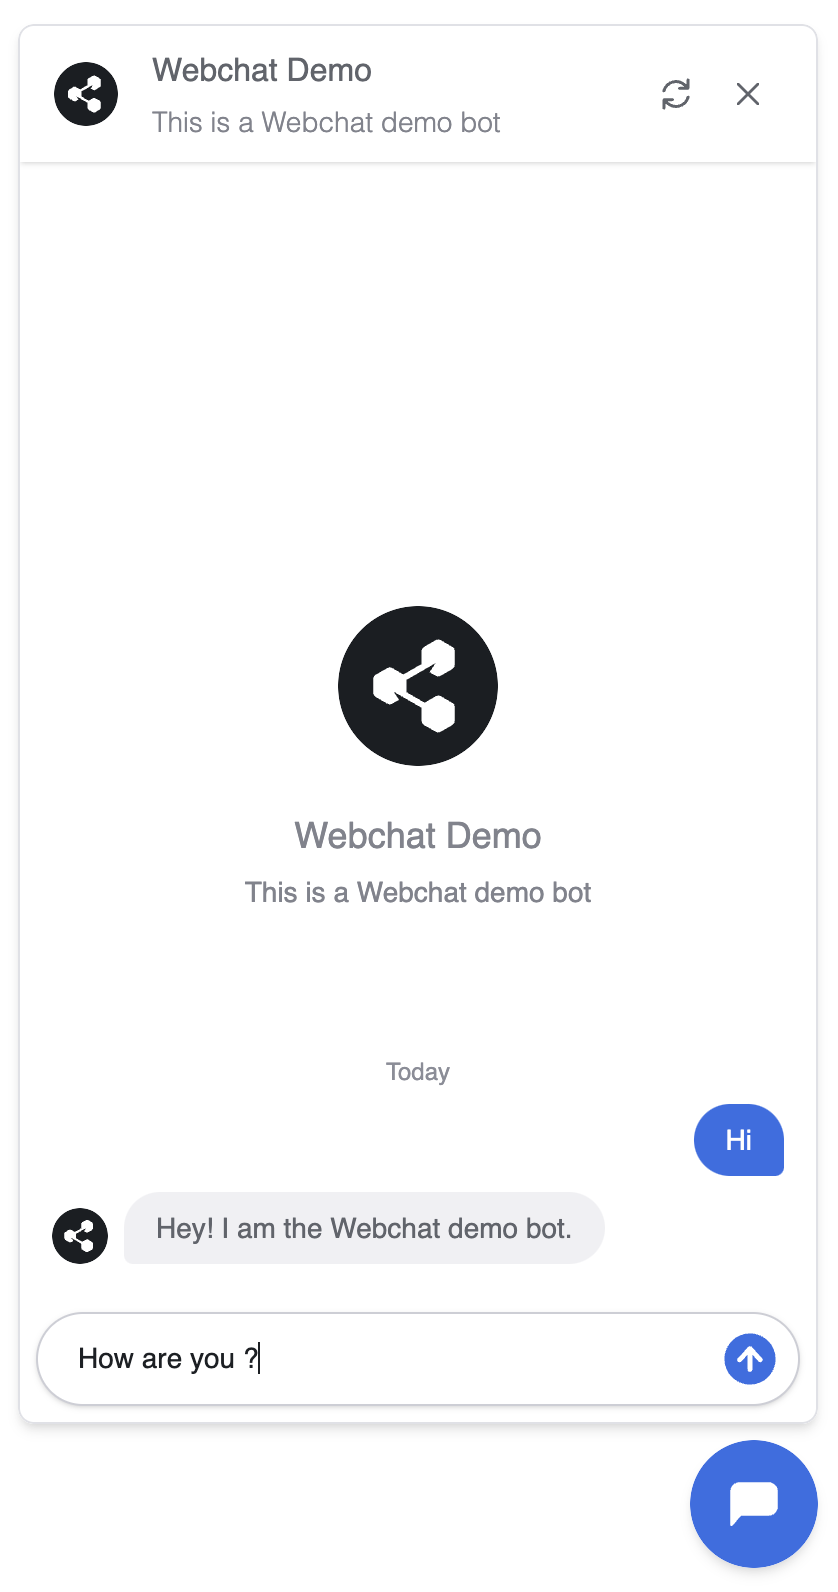 Webchat Demo
This is a Webchat demo bot
Webchat Demo
This is a Webchat demo bot
Today
Hi
Hey! I am the Webchat demo bot.
How are you ?